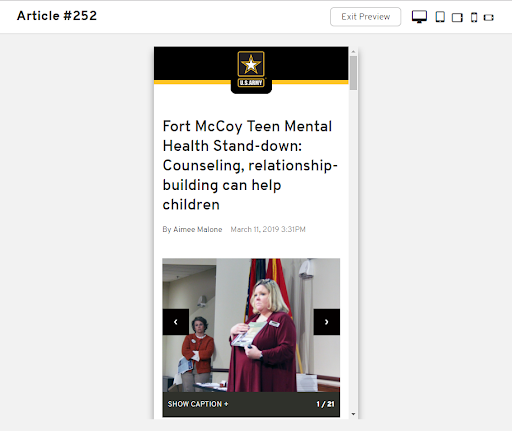 Article #252
Exit Preview
U.S.ARMY
Fort McCoy Teen Mental
Health Stand-down:
Counseling, relationship-
building can help
children
By Aimee Malone March 11, 2019 3:31PM
SHOW CAPTION + 1 / 21